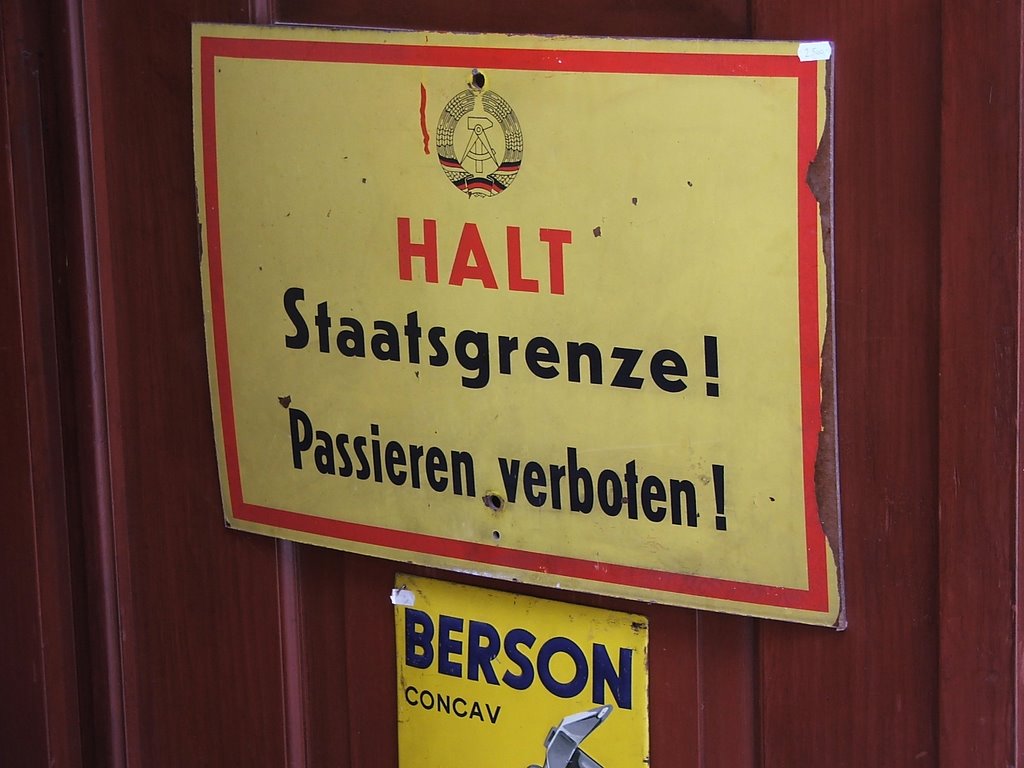 HALT
Staatsgrenze!
Passieren verboten!
BERSON
CONCAV